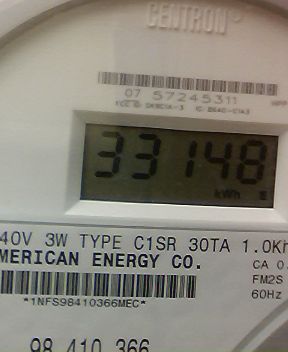 CENTRON®
07 57245311
33148
kWh
40V 3W TYPE C1SR 30TA 1.0Kh
MERICAN ENERGY CO.
CA 0.
FM2S
60Hz
*1NFS98410366MEC*
98 410 366